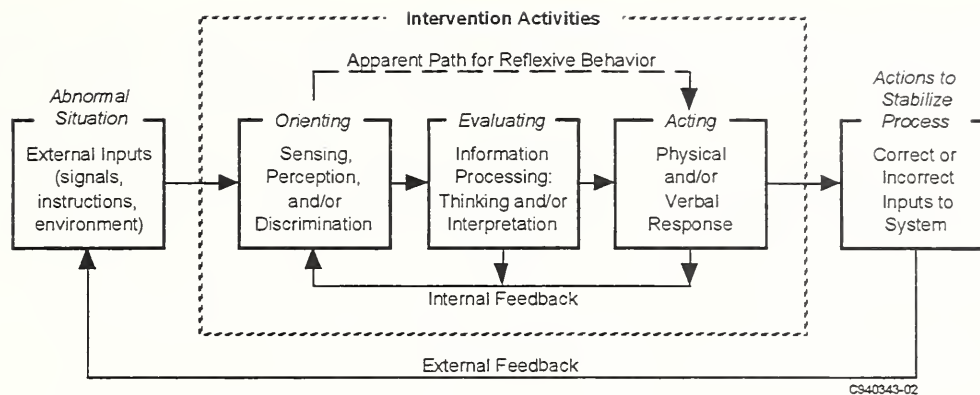 Intervention Activities
Apparent Path for Reflexive Behavior
Abnormal
Situation
External Inputs
(signals,
instructions,
environment)
Orienting
Sensing,
Perception,
and/or
Discrimination
Evaluating
Information
Processing:
Thinking and/or
Interpretation
Acting
Physical
and/or
Verbal
Response
Actions to
Stabilize
Process
Correct or
Incorrect
Inputs to
System
Internal Feedback
External Feedback
C940343-02